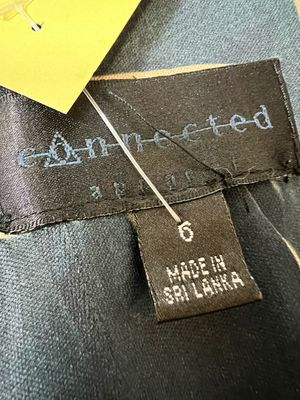 connected
apparel
6
MADE IN
SRI LANKA